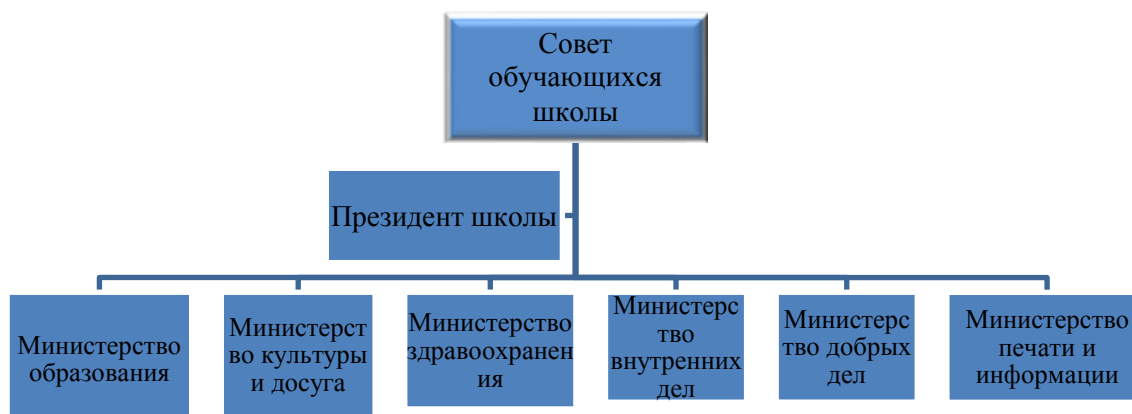 Совет
обучающихся
школы
Президент школы
Министерство
образования
Министерст
во культуры
и досуга
Министерство
здравоохранен
ия
Министерс
тво
внутренних
дел
Министерс
тво добрых
дел
Министерство
печати и
информации